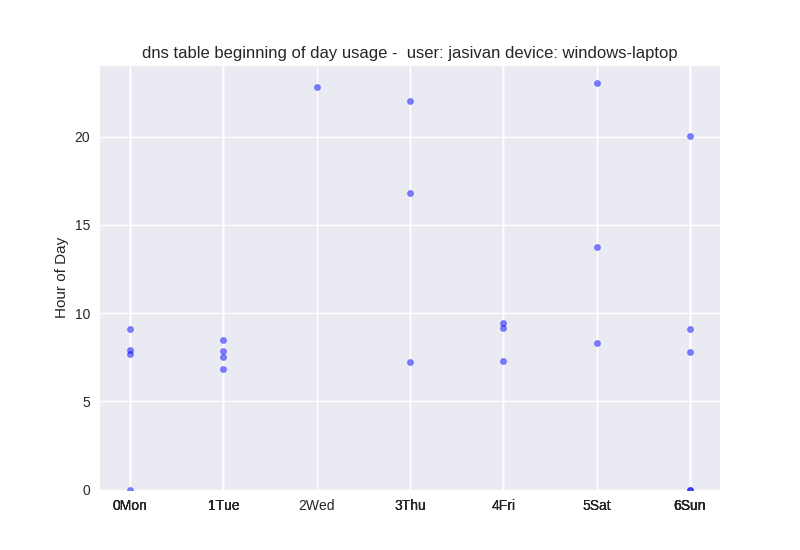 dns table beginning of day usage -  user: jasivan device: windows-laptop
20
15
10
5
0
Hour of Day
0Mon 1Tue 2Wed 3Thu 4Fri 5Sat 6Sun